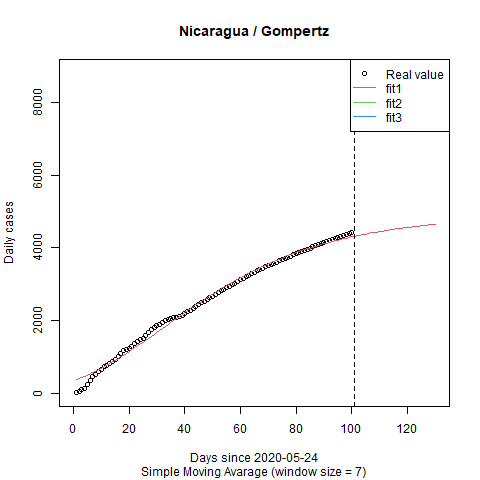 Nicaragua / Gompertz
Real value
fit1
fit2
fit3
Daily cases
8000
6000
4000
2000
0
0 20 40 60 80 100 120
Days since 2020-05-24
Simple Moving Avarage (window size = 7)